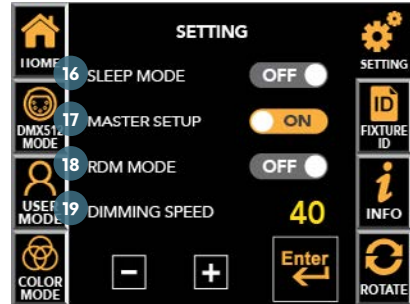 SETTING
HOME
SETTING
16 SLEEP MODE OFF
DMX512
MODE
17 MASTER SETUP ON
ID
FIXTURE
ID
18 RDM MODE OFF
USER
MODE
19 DIMMING SPEED 40
i
INFO
COLOR
MODE
- +
Enter
ROTATE